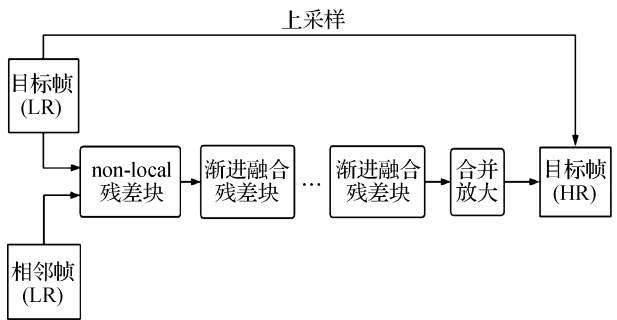 上采样
目标帧
(LR)
non-local
残差块
渐进融合
残差块
…
渐进融合
残差块
合并
放大
目标帧
(HR)
相邻帧
(LR)